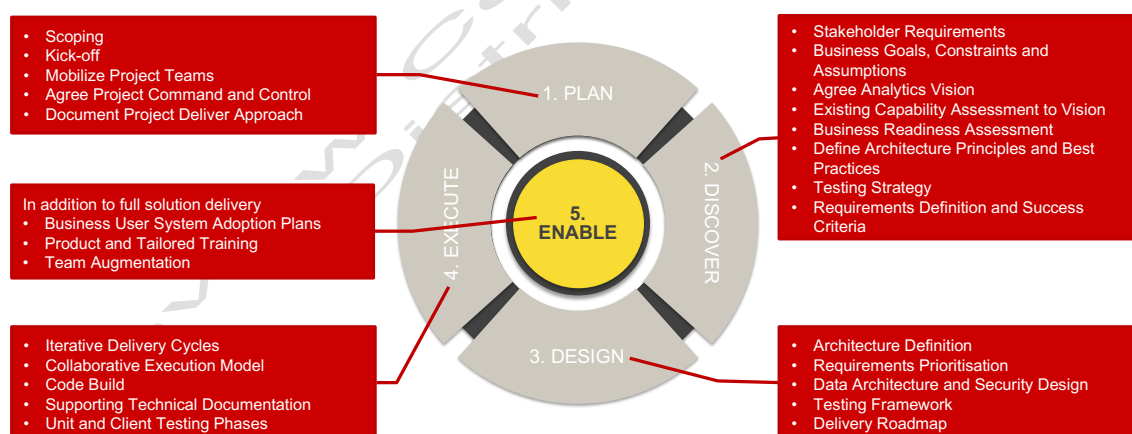 • Scoping
• Kick-off
• Mobilize Project Teams
• Agree Project Command and Control
• Document Project Deliver Approach
1. PLAN
• Stakeholder Requirements
• Business Goals, Constraints and
Assumptions
• Agree Analytics Vision
• Existing Capability Assessment to Vision
• Business Readiness Assessment
• Define Architecture Principles and Best
Practices
• Testing Strategy
• Requirements Definition and Success
Criteria
2. DISCOVER
In addition to full solution delivery
• Business User System Adoption Plans
• Product and Tailored Training
• Team Augmentation
4. EXECUTE
5.
ENABLE
• Iterative Delivery Cycles
• Collaborative Execution Model
• Code Build
• Supporting Technical Documentation
• Unit and Client Testing Phases
3. DESIGN
• Architecture Definition
• Requirements Prioritisation
• Data Architecture and Security Design
• Testing Framework
• Delivery Roadmap